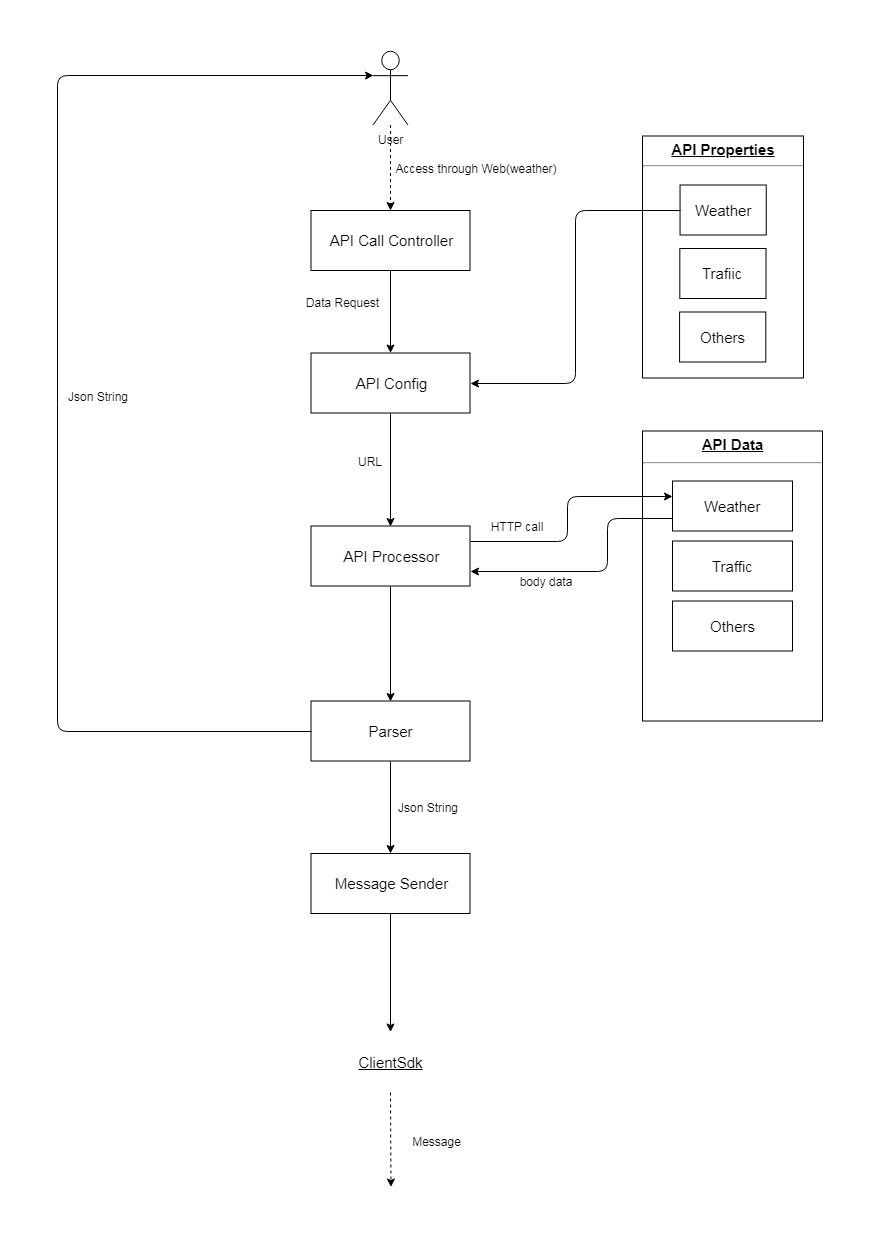 User
Access through Web(weather)
API Properties
Weather
API Call Controller
Trafiic
Data Request
Others
API Config
Json String
API Data
URL
Weather
HTTP call
API Processor
Traffic
body data
Others
Parser
Json String
Message Sender
ClientSdk
Message